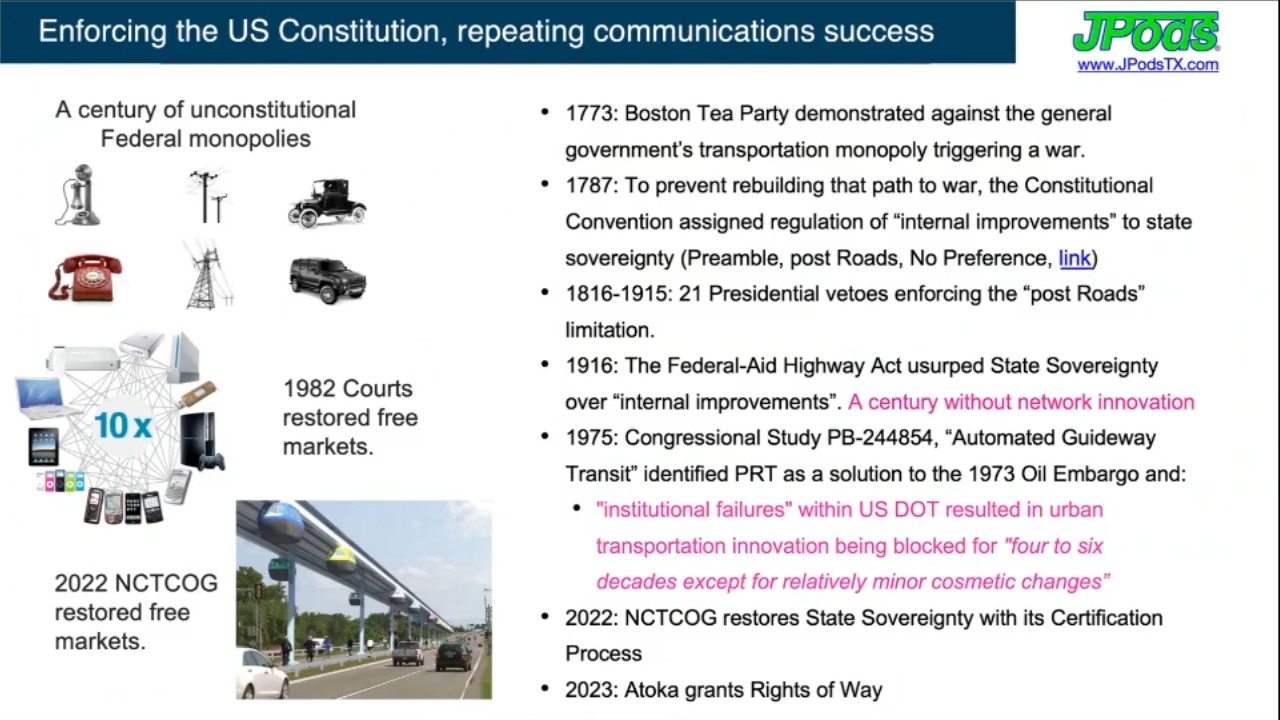 Enforcing the US Constitution, repeating communications success
JPods
www.JPodsTX.com
A century of unconstitutional
Federal monopolies
10 x
1982 Courts
restored free
markets.
2022 NCTCOG
restored free
markets.
• 1773: Boston Tea Party demonstrated against the general
government’s transportation monopoly triggering a war.
• 1787: To prevent rebuilding that path to war, the Constitutional
Convention assigned regulation of “internal improvements” to state
sovereignty (Preamble, post Roads, No Preference, link)
• 1816-1915: 21 Presidential vetoes enforcing the “post Roads”
limitation.
• 1916: The Federal-Aid Highway Act usurped State Sovereignty
over “internal improvements”. A century without network innovation
• 1975: Congressional Study PB-244854, “Automated Guideway
Transit” identified PRT as a solution to the 1973 Oil Embargo and:
• "institutional failures" within US DOT resulted in urban
transportation innovation being blocked for "four to six
decades except for relatively minor cosmetic changes”
• 2022: NCTCOG restores State Sovereignty with its Certification
Process
• 2023: Atoka grants Rights of Way